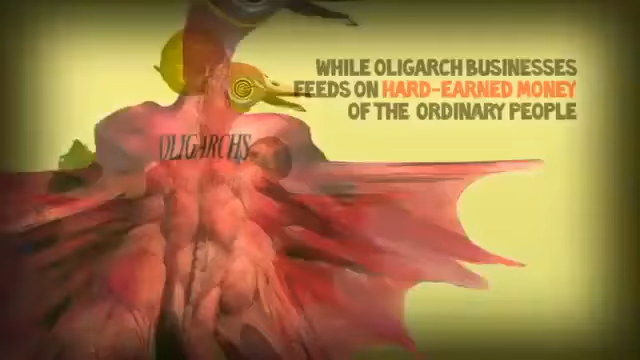 WHILE OLIGARCH BUSINESSES
FEEDS ON HARD-EARNED MONEY
OF THE ORDINARY PEOPLE
OLIGARCHS